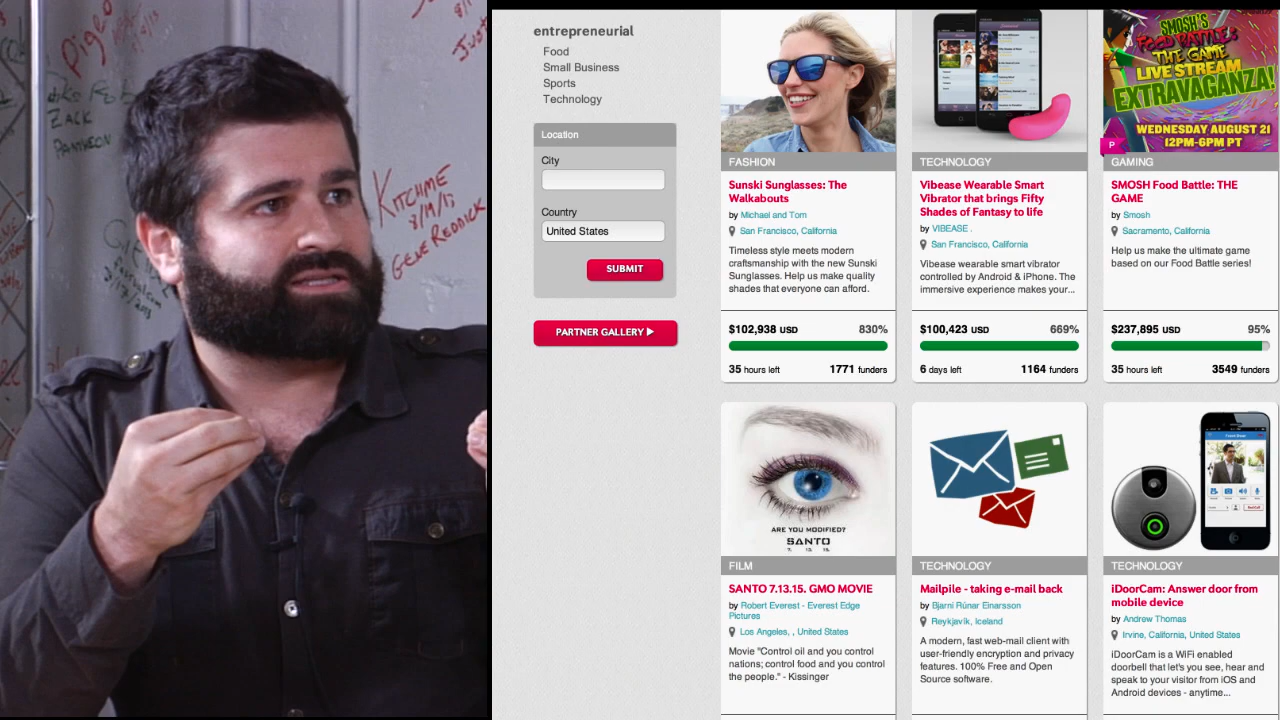 Pigto
8/15/13
ZACK
PANTHEON
KITCHME
8/14/13
GENE REDDICK
entrepreneurial
Food
Small Business
Sports
Technology
Location
City
Country
United States
SUBMIT
PARTNER GALLERY
FASHION
Sunski Sunglasses: The
Walkabouts
by Michael and Tom
San Francisco, California
Timeless style meets modern
craftsmanship with the new Sunski
Sunglasses. Help us make quality
shades that everyone can afford.
$102,938 USD 830%
35 hours left 1771 funders
TECHNOLOGY
Vibease Wearable Smart
Vibrator that brings Fifty
Shades of Fantasy to life
by VIBEASE .
San Francisco, California
Vibease wearable smart vibrator
controlled by Android & iPhone. The
immersive experience makes your...
$100,423 USD 669%
6 days left 1164 funders
SMOSH'S
FOOD BATTLE:
THE GAME
LIVE STREAM
EXTRAVAGANZA!
WEDNESDAY AUGUST 21
12PM-6PM PT
P
GAMING
SMOSH Food Battle: THE
GAME
by Smosh
Sacramento, California
Help us make the ultimate game
based on our Food Battle series!
$237,895 USD 95%
35 hours left 3549 funders
ARE YOU MODIFIED?
SANTO
7. 13. 15.
FILM
SANTO 7.13.15. GMO MOVIE
by Robert Everest - Everest Edge
Pictures
Los Angeles, , United States
Movie "Control oil and you control
nations; control food and you control
the people." - Kissinger
TECHNOLOGY
Mailpile - taking e-mail back
by Bjarni Rúnar Einarsson
Reykjavik, Iceland
A modern, fast web-mail client with
user-friendly encryption and privacy
features. 100% Free and Open
Source software.
TECHNOLOGY
iDoorCam: Answer door from
mobile device
by Andrew Thomas
Irvine, California, United States
iDoorCam is a WiFi enabled
doorbell that let's you see, hear and
speak to your visitor from iOS and
Android devices - anytime...